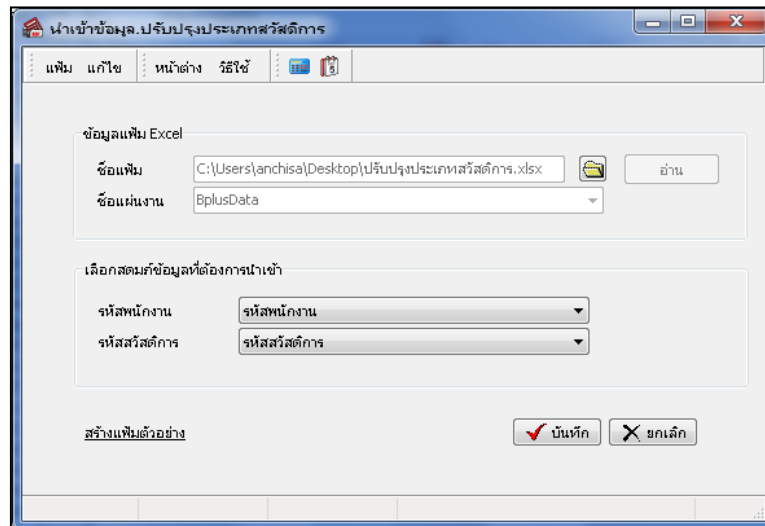 นำเข้าข้อมูล.ปรับปรุงประเภทสวัสดิการ
แฟ้ม แก้ไข หน้าต่าง วิธีใช้
ข้อมูลแฟ้ม Excel
ชื่อแฟ้ม C:\Users\anchisa\Desktop\ปรับปรุงประเภทสวัสดิการ.xlsx อ่าน
ชื่อแผ่นงาน BplusData
เลือกสดมภ์ข้อมูลที่ต้องการนำเข้า
รหัสพนักงาน รหัสพนักงาน
รหัสสวัสดิการ รหัสสวัสดิการ
สร้างแฟ้มตัวอย่าง บันทึก ยกเลิก